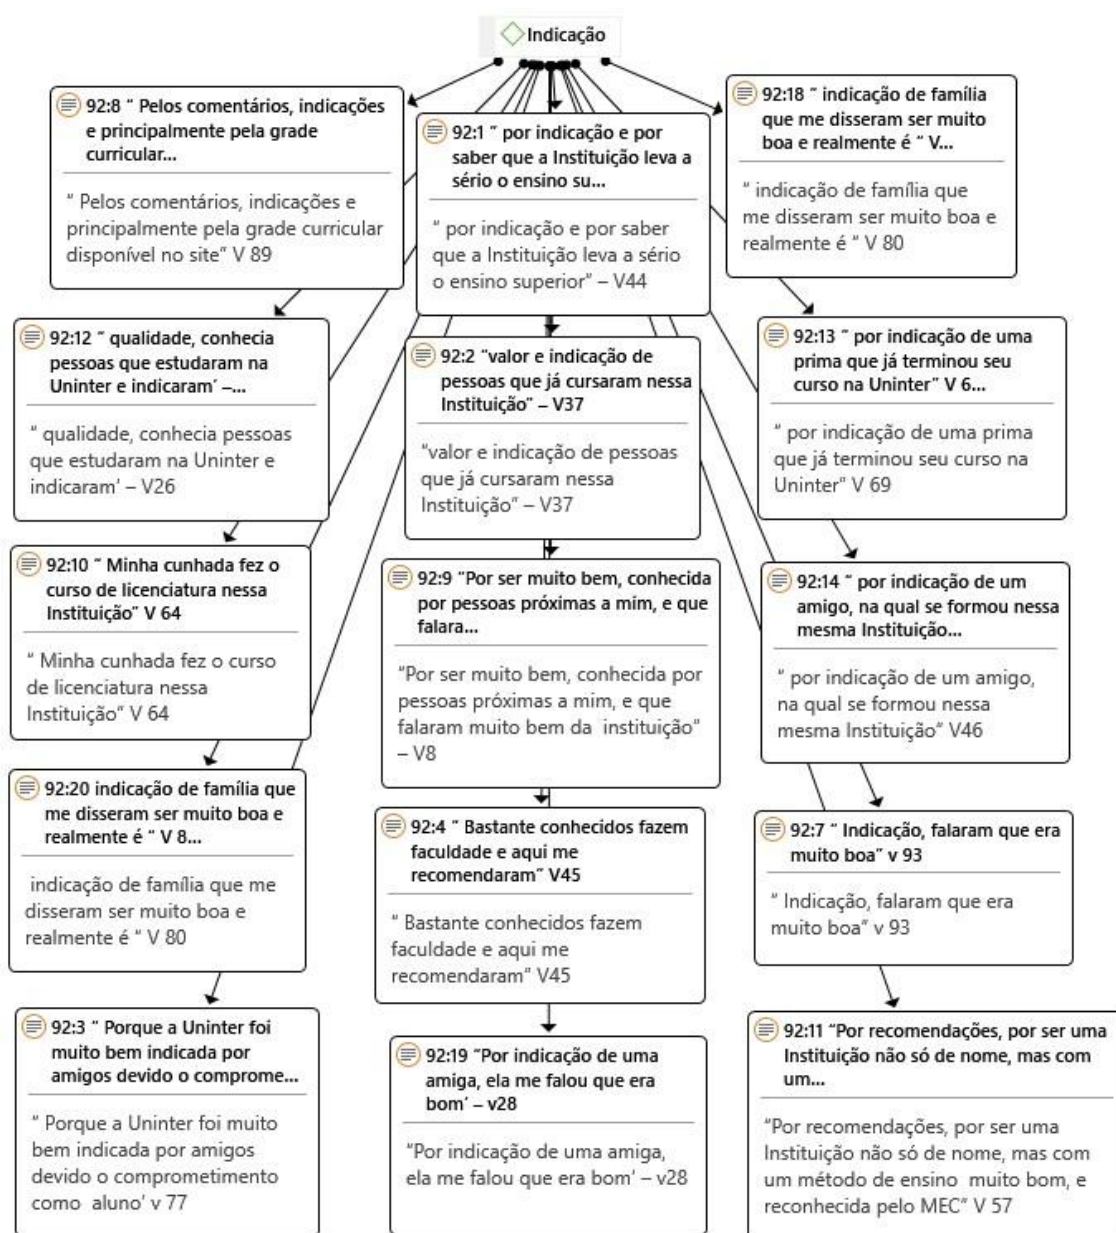 Indicação
92:8 " Pelos comentários, indicações
e principalmente pela grade
curricular...
" Pelos comentários, indicações e
principalmente pela grade curricular
disponível no site" V 89
92:1 " por indicação e por
saber que a Instituição leva a
sério o ensino su...
" por indicação e por saber
que a Instituição leva a sério
o ensino superior" – V44
92:18 " indicação de família
que me disseram ser muito
boa e realmente é " V...
" indicação de família que
me disseram ser muito boa e
realmente é " V 80
92:12 " qualidade, conhecia
pessoas que estudaram na
Uninter e indicaram' –...
" qualidade, conhecia pessoas
que estudaram na Uninter e
indicaram' – V26
92:2 "valor e indicação de
pessoas que já cursaram nessa
Instituição" – V37
"valor e indicação de pessoas
que já cursaram nessa
Instituição" – V37
92:13 " por indicação de uma
prima que já terminou seu
curso na Uninter" V 6...
" por indicação de uma prima
que já terminou seu curso na
Uninter" V 69
92:10 " Minha cunhada fez o
curso de licenciatura nessa
Instituição" V 64
" Minha cunhada fez o curso
de licenciatura nessa
Instituição" V 64
92:9 "Por ser muito bem, conhecida
por pessoas próximas a mim, e que
falara...
"Por ser muito bem, conhecida por
pessoas próximas a mim, e que
falaram muito bem da instituição"
– V8
92:14 " por indicação de um
amigo, na qual se formou nessa
mesma Instituição...
" por indicação de um amigo,
na qual se formou nessa
mesma Instituição" V46
92:20 indicação de família que
me disseram ser muito boa e
realmente é " V 8...
indicação de família que me
disseram ser muito boa e
realmente é " V 80
92:4 " Bastante conhecidos fazem
faculdade e aqui me
recomendaram" V45
" Bastante conhecidos fazem
faculdade e aqui me
recomendaram" V45
92:7 " Indicação, falaram que era
muito boa" v 93
" Indicação, falaram que era
muito boa" v 93
92:3 " Porque a Uninter foi
muito bem indicada por
amigos devido o comprome...
" Porque a Uninter foi muito
bem indicada por amigos
devido o comprometimento
como aluno' v 77
92:19 "Por indicação de uma
amiga, ela me falou que era
bom' – v28
"Por indicação de uma amiga,
ela me falou que era bom' – v28
92:11 "Por recomendações, por ser uma
Instituição não só de nome, mas com
um...
"Por recomendações, por ser uma
Instituição não só de nome, mas com
um método de ensino muito bom, e
reconhecida pelo MEC" V 57